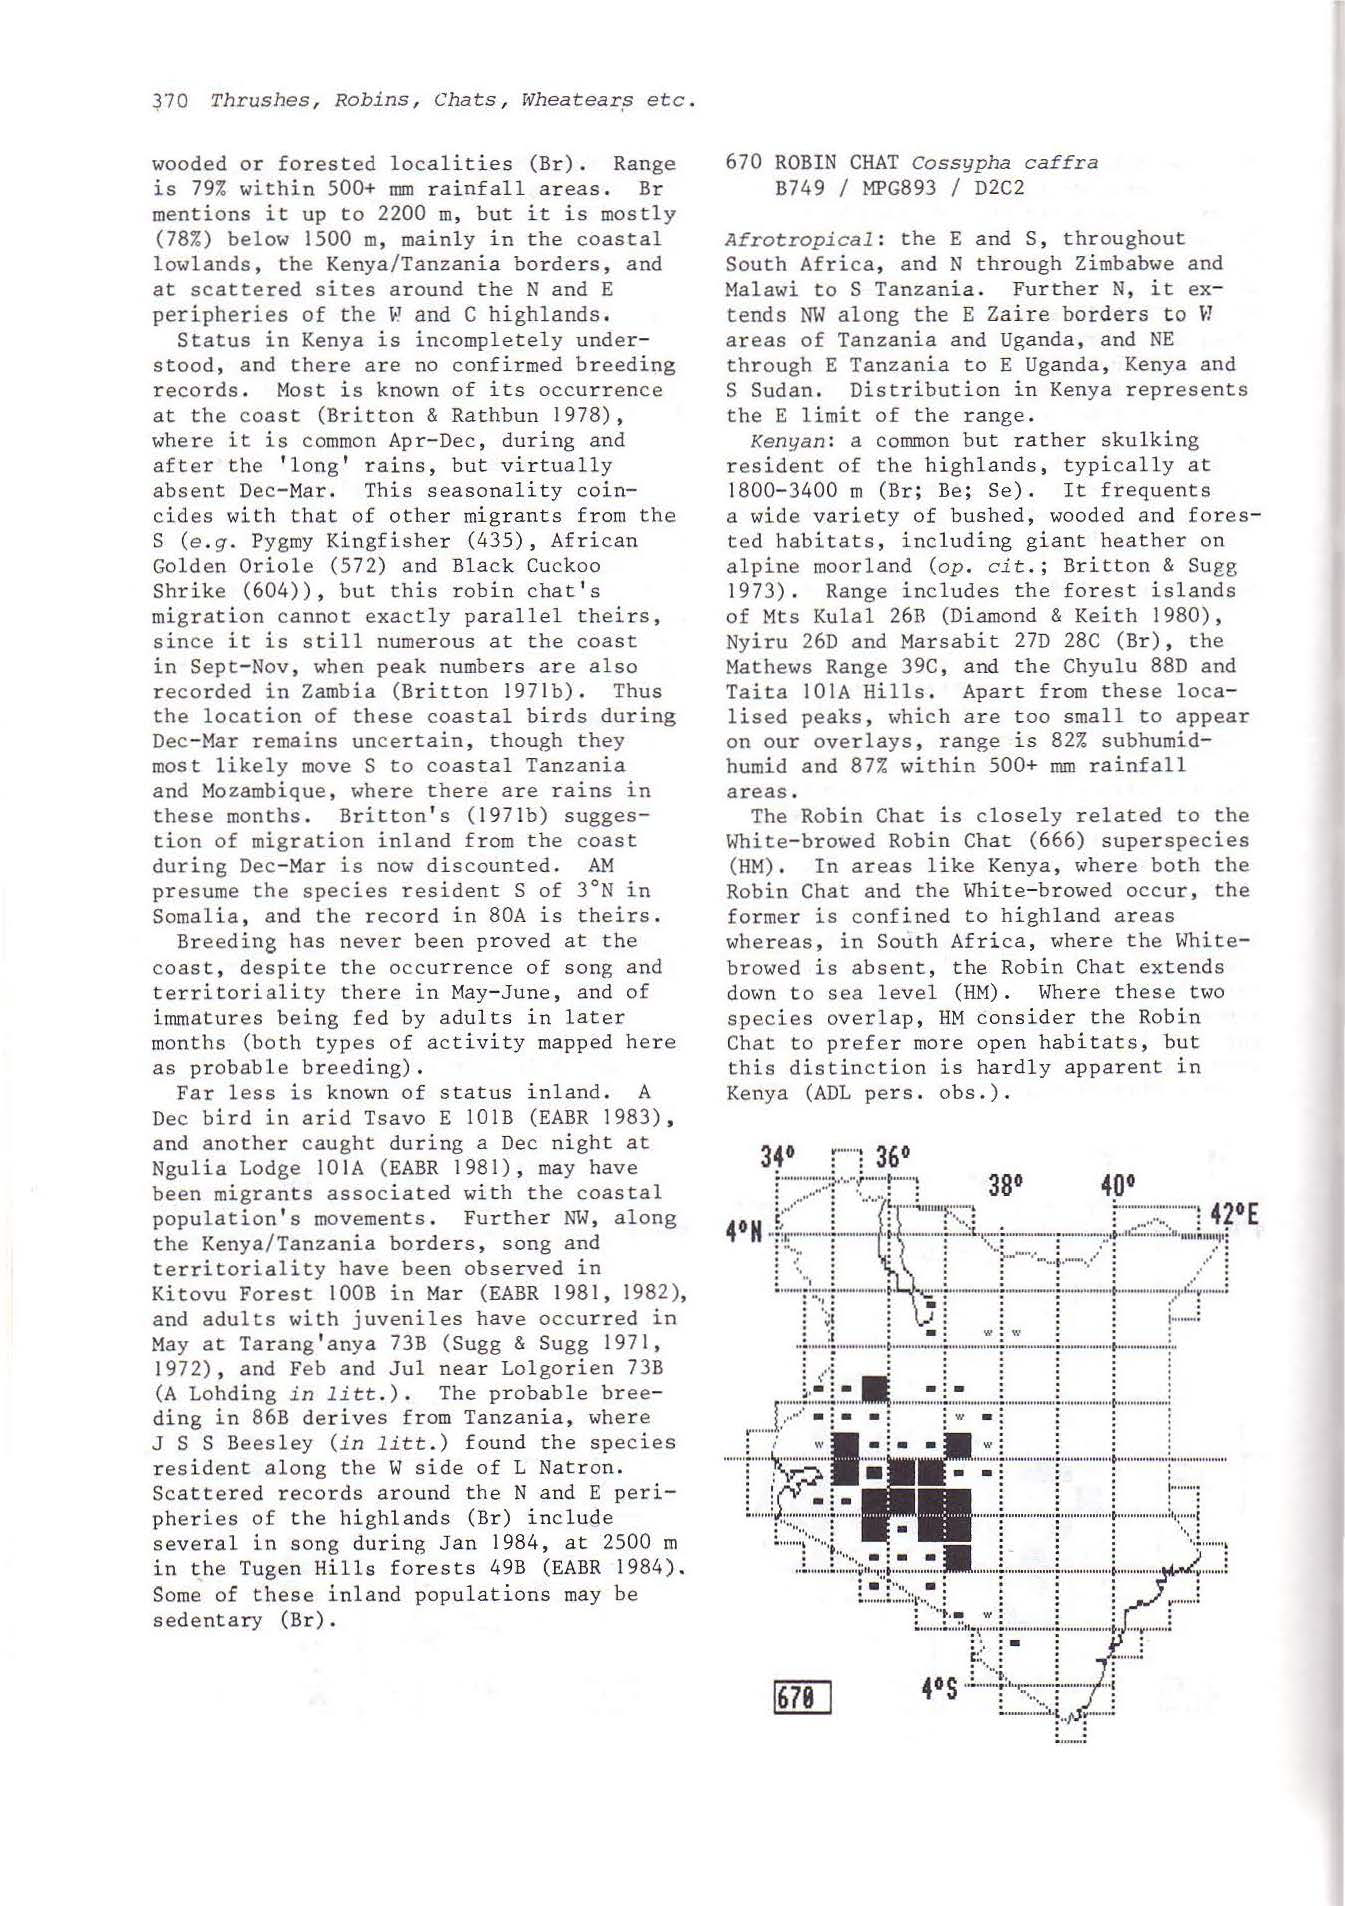 370 Thrushes, Robins, Chats, Wheatears etc.
wooded or forested localities (Br). Range
is 79% within 500+ mm rainfall areas. Br
mentions it up to 2200 m, but it is mostly
(78%) below 1500 m, mainly in the coastal
lowlands, the Kenya/Tanzania borders, and
at scattered sites around the N and E
peripheries of the W and C highlands.
Status in Kenya is incompletely under-
stood, and there are no confirmed breeding
records. Most is known of its occurrence
at the coast (Britton & Rathbun 1978),
where it is common Apr-Dec, during and
after the 'long' rains, but virtually
absent Dec-Mar. This seasonality coin-
cides with that of other migrants from the
S (e.g. Pygmy Kingfisher (435), African
Golden Oriole (572) and Black Cuckoo
Shrike (604)), but this robin chat's
migration cannot exactly parallel theirs,
since it is still numerous at the coast
in Sept-Nov, when peak numbers are also
recorded in Zambia (Britton 1971b). Thus
the location of these coastal birds during
Dec-Mar remains uncertain, though they
most likely move S to coastal Tanzania
and Mozambique, where there are rains in
these months. Britton's (1971b) sugges-
tion of migration inland from the coast
during Dec-Mar is now discounted. AM
presume the species resident S of 3°N in
Somalia, and the record in 80A is theirs.
Breeding has never been proved at the
coast, despite the occurrence of song and
territoriality there in May-June, and of
immatures being fed by adults in later
months (both types of activity mapped here
as probable breeding).
Far less is known of status inland. A
Dec bird in arid Tsavo E 101B (EABR 1983),
and another caught during a Dec night at
Ngulia Lodge 101A (EABR 1981), may have
been migrants associated with the coastal
population's movements. Further NW, along
the Kenya/Tanzania borders, song and
territoriality have been observed in
Kitovu Forest 100B in Mar (EABR 1981, 1982),
and adults with juveniles have occurred in
May at Tarang'anya 73B (Sugg & Sugg 1971,
1972), and Feb and Jul near Lolgorien 73B
(A Lohding in litt.). The probable bree-
ding in 86B derives from Tanzania, where
J S S Beesley (in litt.) found the species
resident along the W side of L Natron.
Scattered records around the N and E peri-
pheries of the highlands (Br) include
several in song during Jan 1984, at 2500 m
in the Tugen Hills forests 49B (EABR 1984).
Some of these inland populations may be
sedentary (Br).
670 ROBIN CHAT Cossypha caffra
B749 / MPG893 / D2C2
Afrotropical: the E and S, throughout
South Africa, and N through Zimbabwe and
Malawi to S Tanzania. Further N, it ex-
tends NW along the E Zaire borders to W
areas of Tanzania and Uganda, and NE
through E Tanzania to E Uganda, Kenya and
S Sudan. Distribution in Kenya represents
the E limit of the range.
Kenyan: a common but rather skulking
resident of the highlands, typically at
1800-3400 m (Br; Be; Se). It frequents
a wide variety of bushed, wooded and fores-
ted habitats, including giant heather on
alpine moorland (op. cit.; Britton & Sugg
1973). Range includes the forest islands
of Mts Kulal 26B (Diamond & Keith 1980),
Nyiru 26D and Marsabit 27D 28C (Br), the
Mathews Range 39C, and the Chyulu 88D and
Taita 101A Hills. Apart from these loca-
lised peaks, which are too small to appear
on our overlays, range is 82% subhumid-
humid and 87% within 500+ mm rainfall
areas.
The Robin Chat is closely related to the
White-browed Robin Chat (666) superspecies
(HM). In areas like Kenya, where both the
Robin Chat and the White-browed occur, the
former is confined to highland areas
whereas, in South Africa, where the White-
browed is absent, the Robin Chat extends
down to sea level (HM). Where these two
species overlap, HM consider the Robin
Chat to prefer more open habitats, but
this distinction is hardly apparent in
Kenya (ADL pers. obs.).
34° 36°
38° 40°
42°E
4°N
w w
w
w w
w
4°S
670